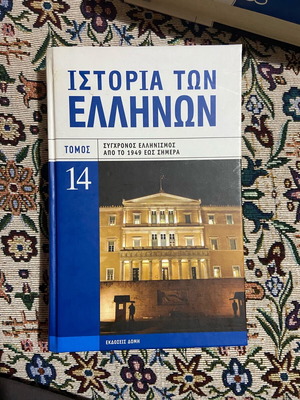 ΙΣΤΟΡΙΑ ΤΩΝ
ΕΛΛΗΝΩΝ
ΤΟΜΟΣ
14
ΣΥΓΧΡΟΝΟΣ ΕΛΛΗΝΙΣΜΟΣ
ΑΠΟ ΤΟ 1949 ΕΩΣ ΣΗΜΕΡΑ
ΕΚΔΟΣΕΙΣ ΔΟΜΗ